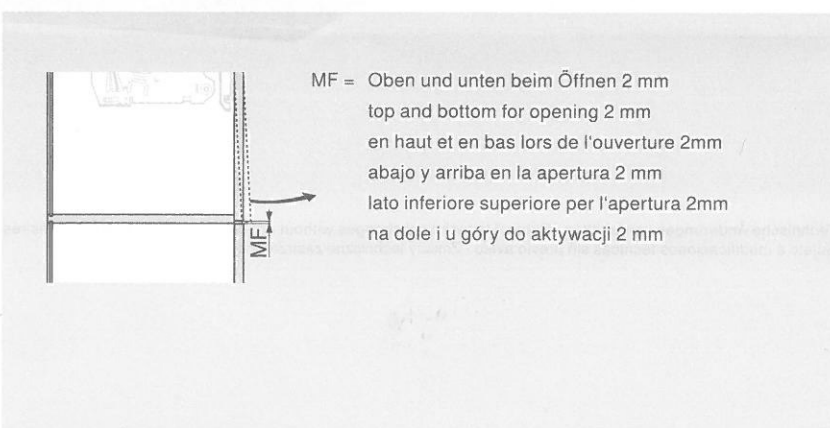 MF = Oben und unten beim Öffnen 2 mm
top and bottom for opening 2 mm
en haut et en bas lors de l'ouverture 2mm
abajo y arriba en la apertura 2 mm
lato inferiore superiore per l'apertura 2mm
na dole i u góry do aktywacji 2 mm
MF